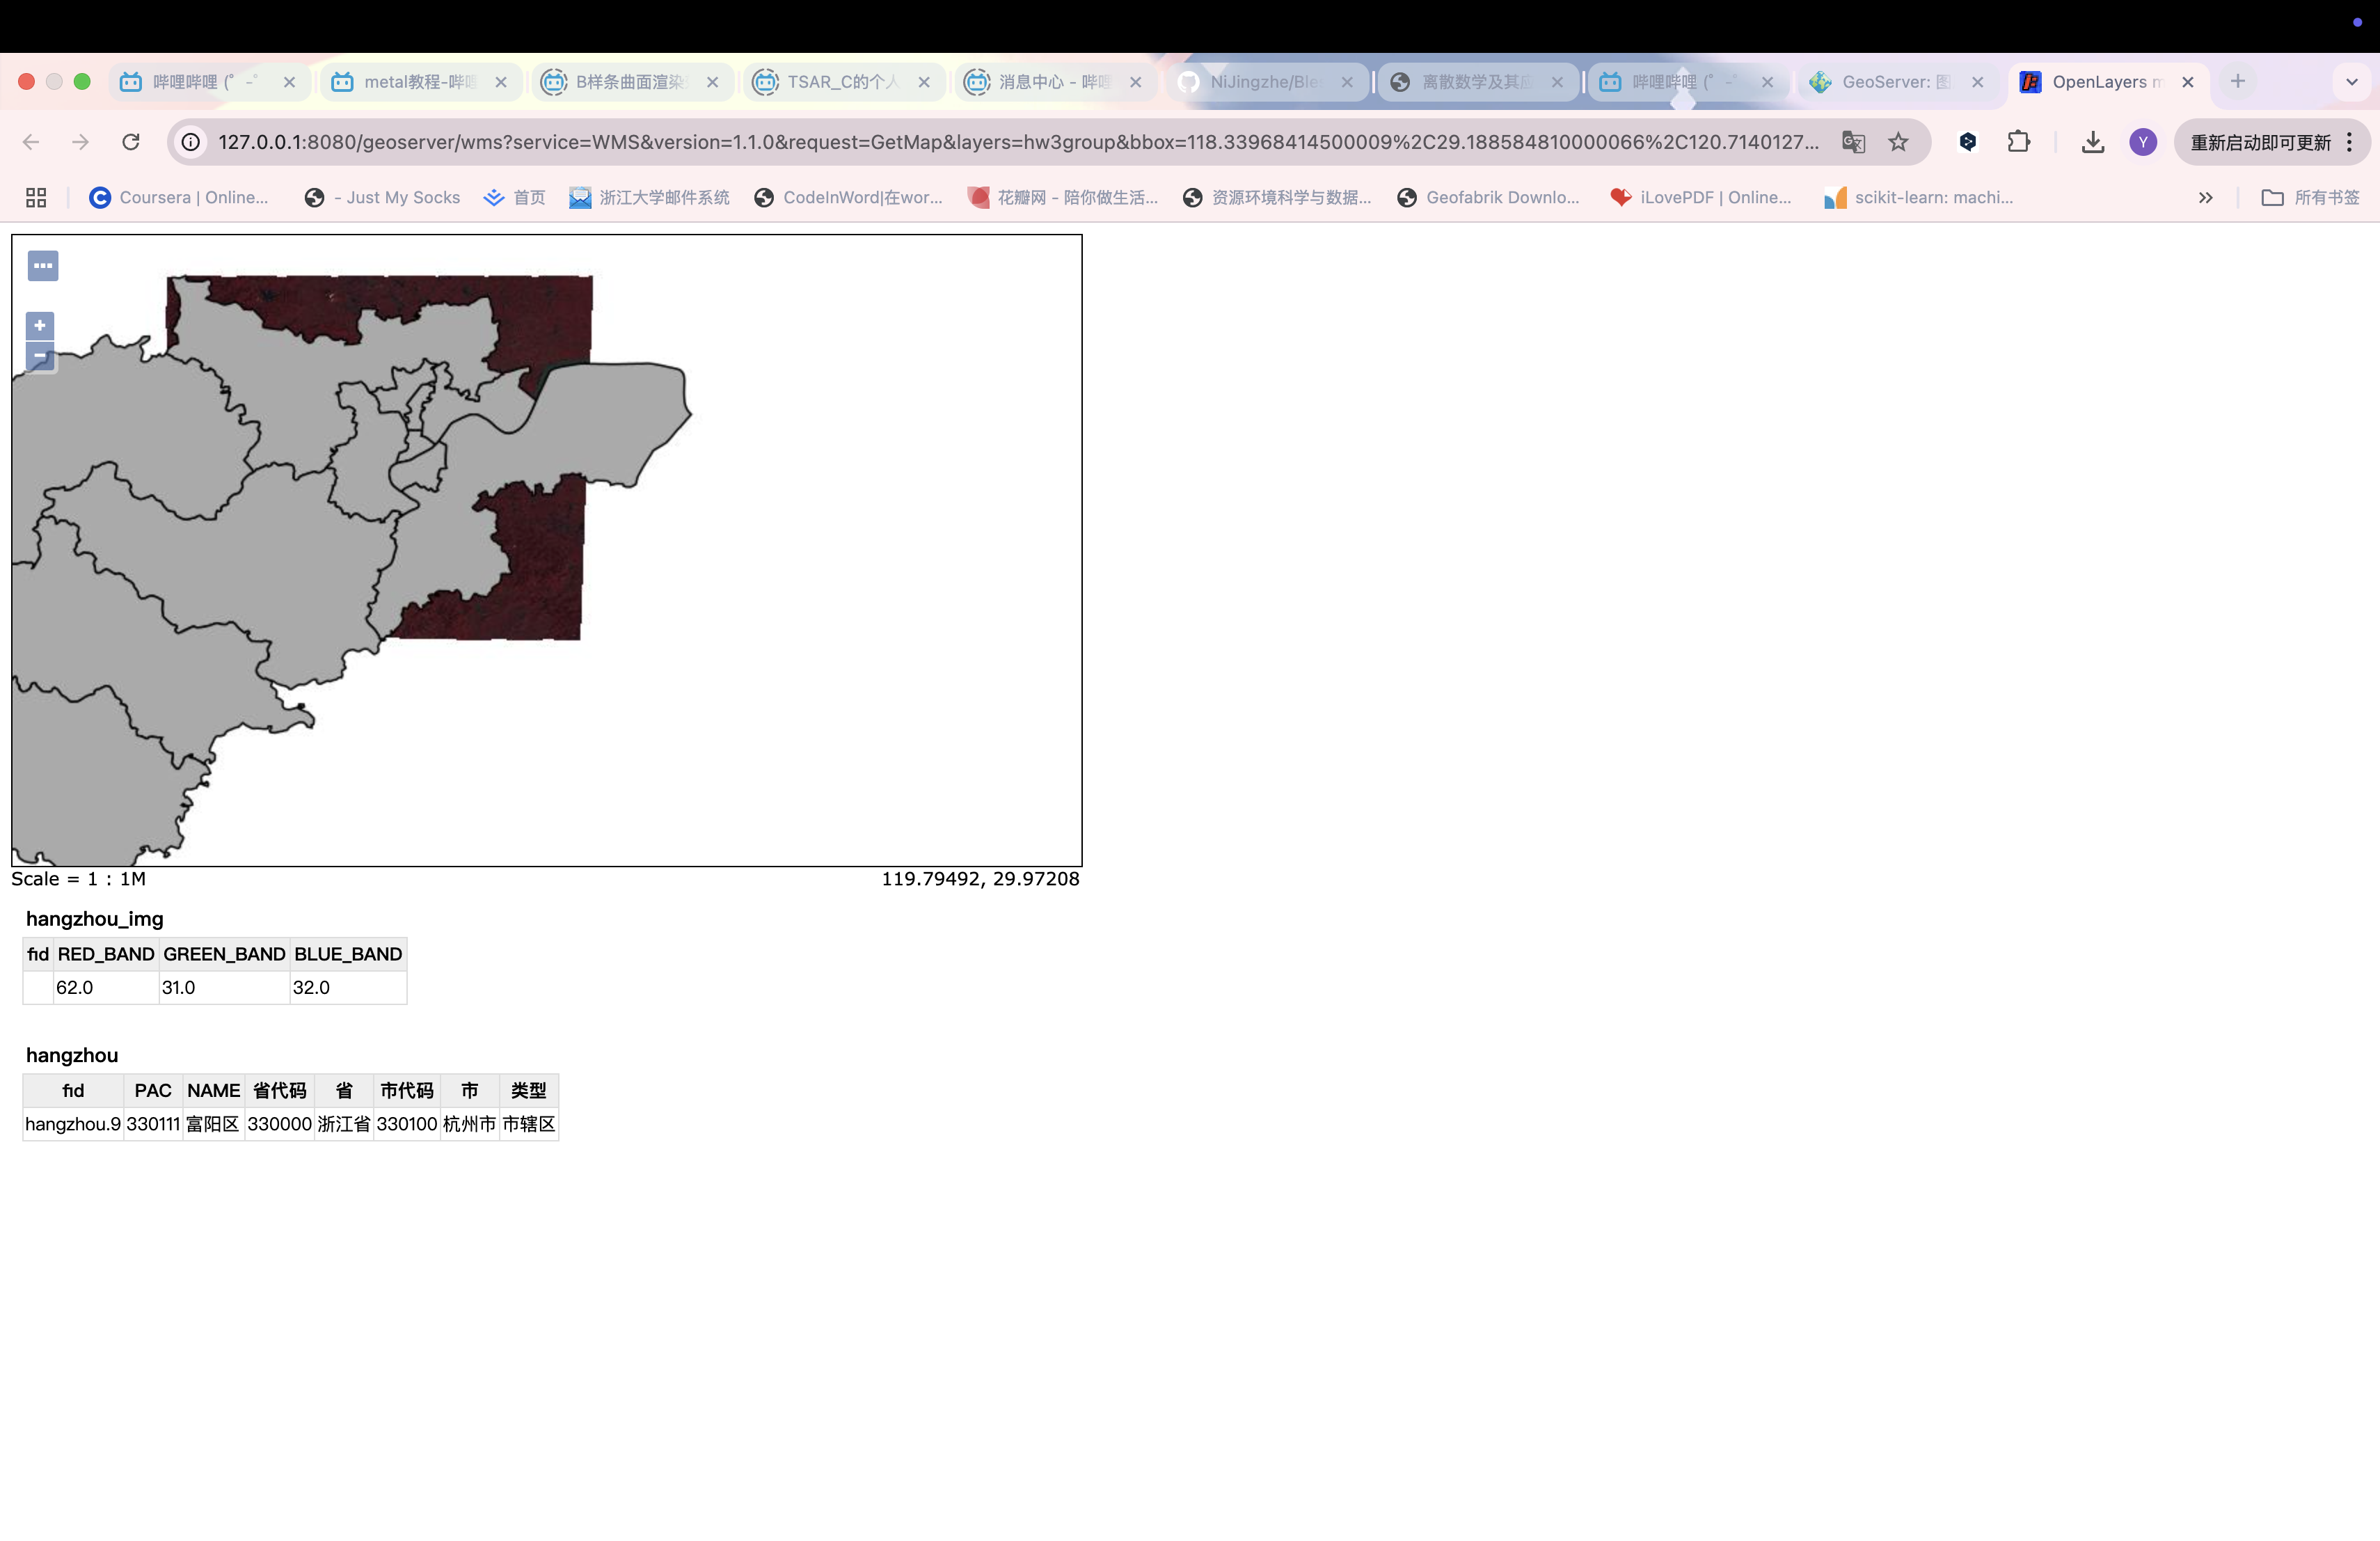 哔哩哔哩 (゜-゜
metal教程-哔哩
B样条曲面渲染
TSAR_C的个人
消息中心 - 哔哩
NiJingzhe/Ble
离散数学及其应
哔哩哔哩 (゜-゜
GeoServer: 图
OpenLayers m
127.0.0.1:8080/geoserver/wms?service=WMS&version=1.1.0&request=GetMap&layers=hw3group&bbox=118.33968414500009%2C29.188584810000066%2C120.7140127...
Y
重新启动即可更新
Coursera | Online...
- Just My Socks
首页
浙江大学邮件系统
CodeInWord|在wor...
花瓣网 - 陪你做生活...
资源环境科学与数据...
Geofabrik Downlo...
iLovePDF | Online...
scikit-learn: machi...
所有书签
Scale = 1 : 1M
119.79492, 29.97208
hangzhou_img
fid RED_BAND GREEN_BAND BLUE_BAND
62.0 31.0 32.0
hangzhou
fid PAC NAME 省代码 省 市代码 市 类型
hangzhou.9 330111 富阳区 330000 浙江省 330100 杭州市 市辖区